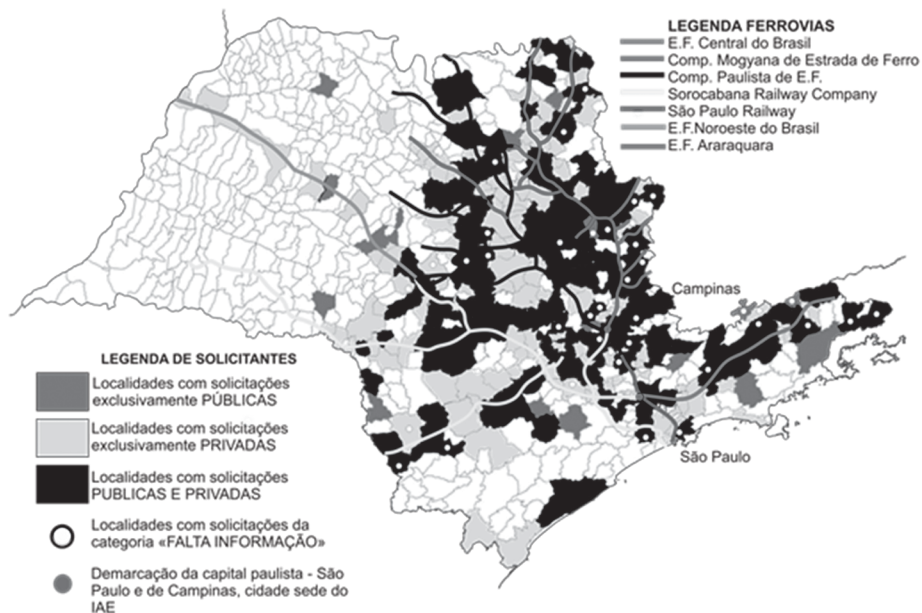 LEGENDA FERROVIAS
E.F. Central do Brasil
Comp. Mogyana de Estrada de Ferro
Comp. Paulista de E.F.
Sorocabana Railway Company
São Paulo Railway
E.F.Noroeste do Brasil
E.F. Araraquara
Campinas
São Paulo
LEGENDA DE SOLICITANTES
Localidades com solicitações
exclusivamente PÚBLICAS
Localidades com solicitações
exclusivamente PRIVADAS
Localidades com solicitações
PUBLICAS E PRIVADAS
Localidades com solicitações da
categoria «FALTA INFORMAÇÃO»
Demarcação da capital paulista - São
Paulo e de Campinas, cidade sede do
IAE